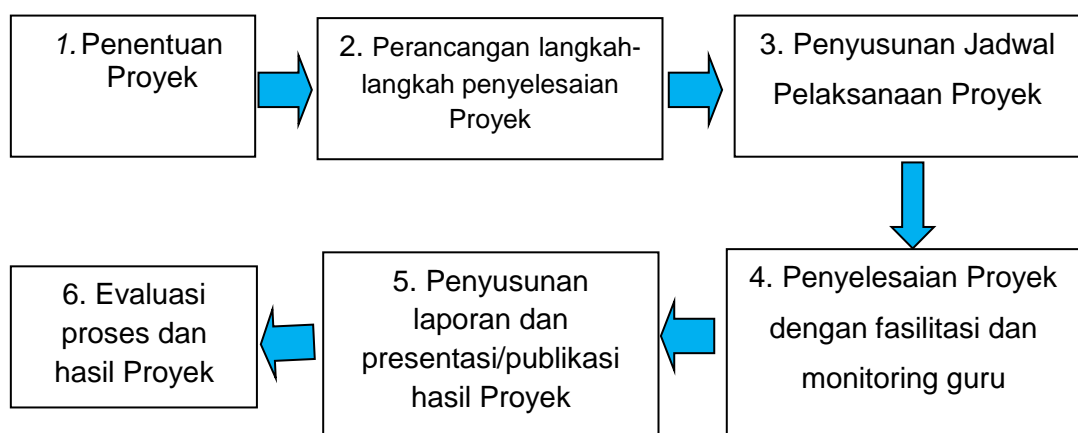 1. Penentuan
Proyek
2. Perancangan langkah-
langkah penyelesaian
Proyek
3. Penyusunan Jadwal
Pelaksanaan Proyek
4. Penyelesaian Proyek
dengan fasilitasi dan
monitoring guru
5. Penyusunan
laporan dan
presentasi/publikasi
hasil Proyek
6. Evaluasi
proses dan
hasil Proyek